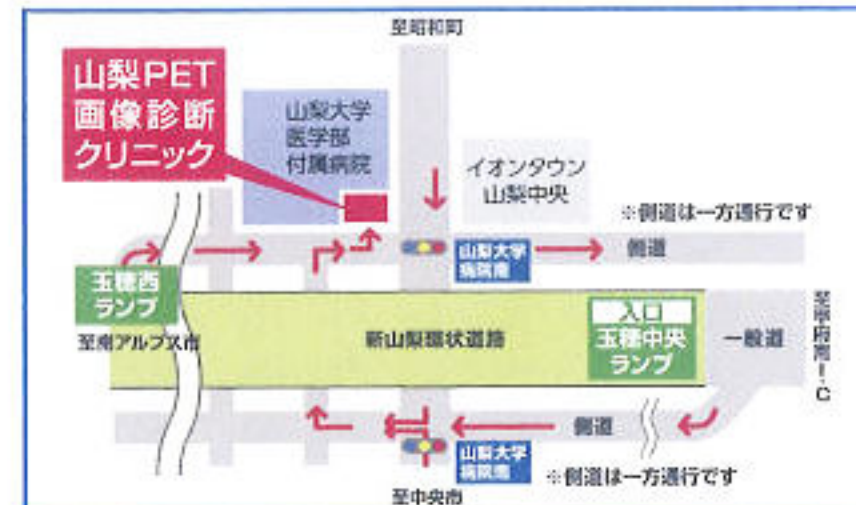 至昭和町
山梨PET
画像診断
クリニック
山梨大学
医学部
付属病院
イオンタウン
山梨中央
※側道は一方通行です
山梨大学
病院南
側道
玉穂西
ランプ
至南アルプス市
新山梨環状道路
入口
玉穂中央
ランプ
一般道
至甲府南I・C
側道
山梨大学
病院南
※側道は一方通行です
至中央市